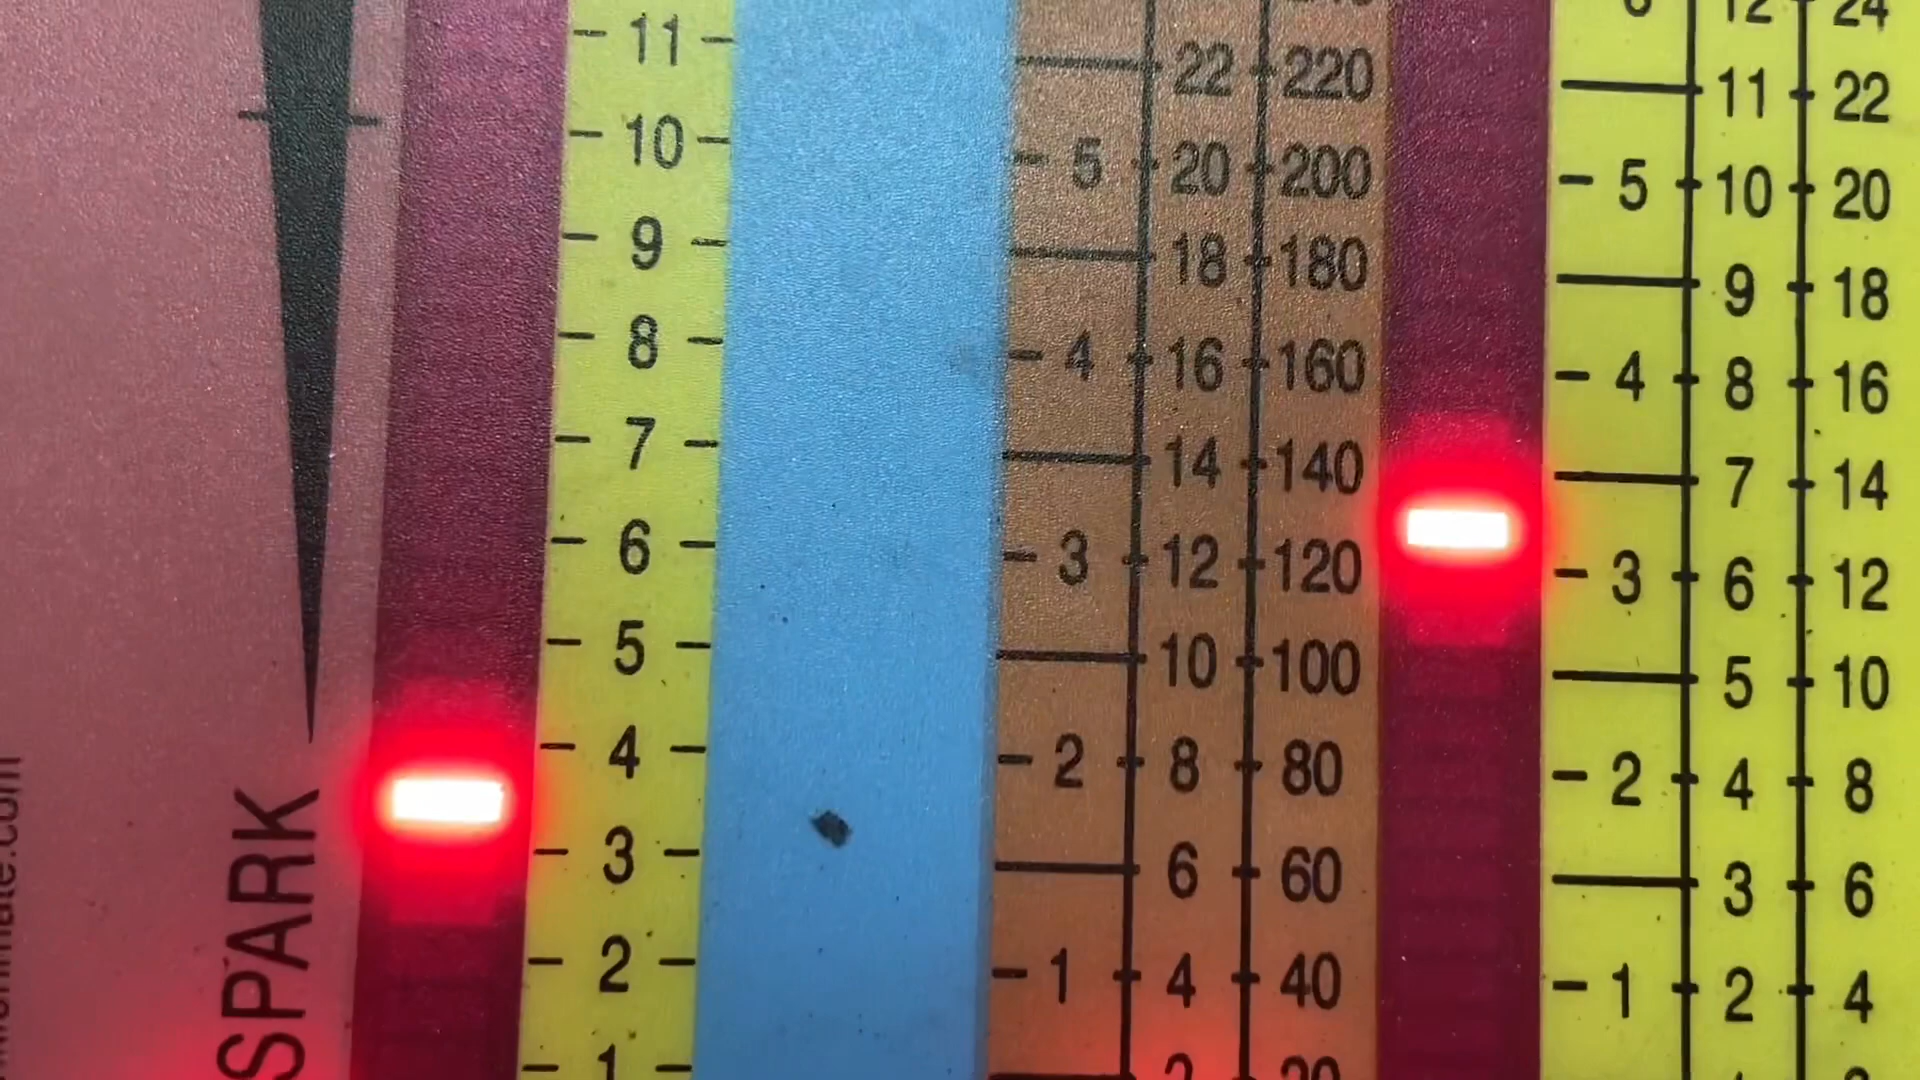 11 22 220 12 24
10 5 20 200 11 22
9 18 180 5 10 20
8 4 16 160 9 18
7 14 140 4 8 16
6 3 12 120 7 14
5 10 100 3 6 12
4 2 8 80 5 10
3 6 60 2 4 8
2 1 4 40 3 6
1 1 2 4
SPARK